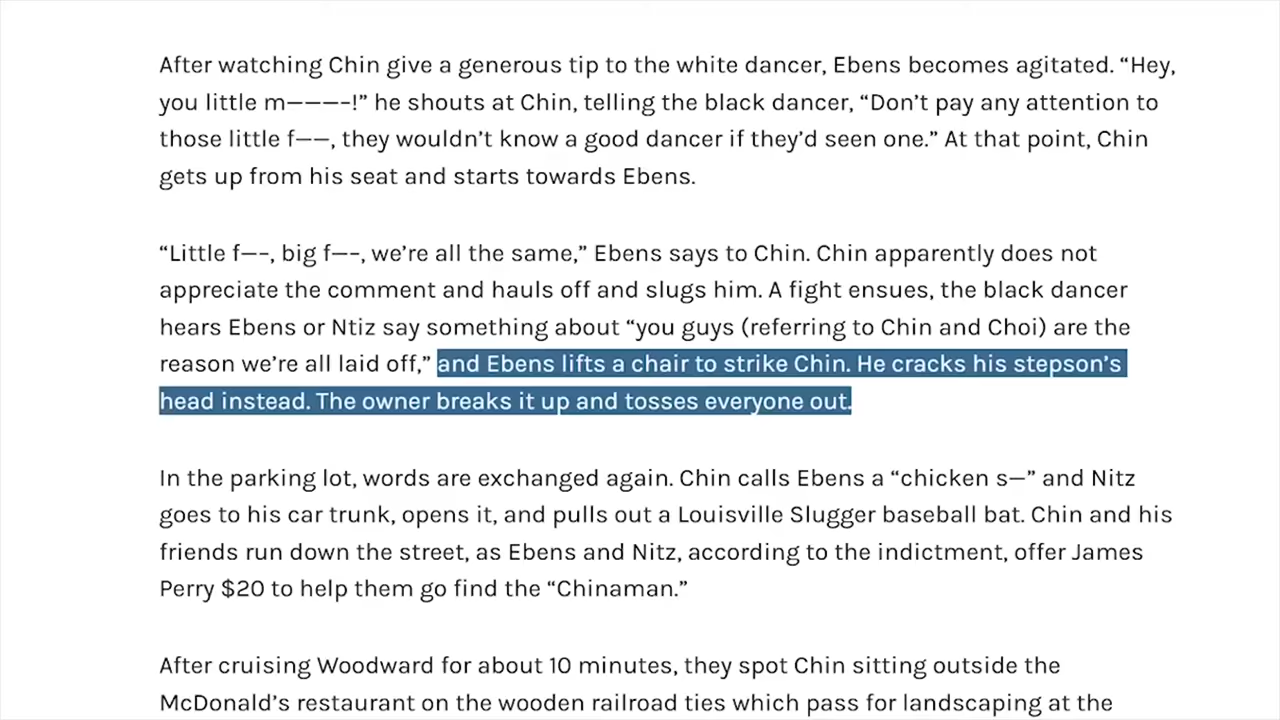 After watching Chin give a generous tip to the white dancer, Ebens becomes agitated. “Hey,
you little m––––!” he shouts at Chin, telling the black dancer, “Don’t pay any attention to
those little f––, they wouldn’t know a good dancer if they’d seen one.” At that point, Chin
gets up from his seat and starts towards Ebens.
“Little f––, big f––, we’re all the same,” Ebens says to Chin. Chin apparently does not
appreciate the comment and hauls off and slugs him. A fight ensues, the black dancer
hears Ebens or Ntiz say something about “you guys (referring to Chin and Choi) are the
reason we’re all laid off,” and Ebens lifts a chair to strike Chin. He cracks his stepson’s
head instead. The owner breaks it up and tosses everyone out.
In the parking lot, words are exchanged again. Chin calls Ebens a “chicken s–” and Nitz
goes to his car trunk, opens it, and pulls out a Louisville Slugger baseball bat. Chin and his
friends run down the street, as Ebens and Nitz, according to the indictment, offer James
Perry $20 to help them go find the “Chinaman.”
After cruising Woodward for about 10 minutes, they spot Chin sitting outside the
McDonald’s restaurant on the wooden railroad ties which pass for landscaping at the